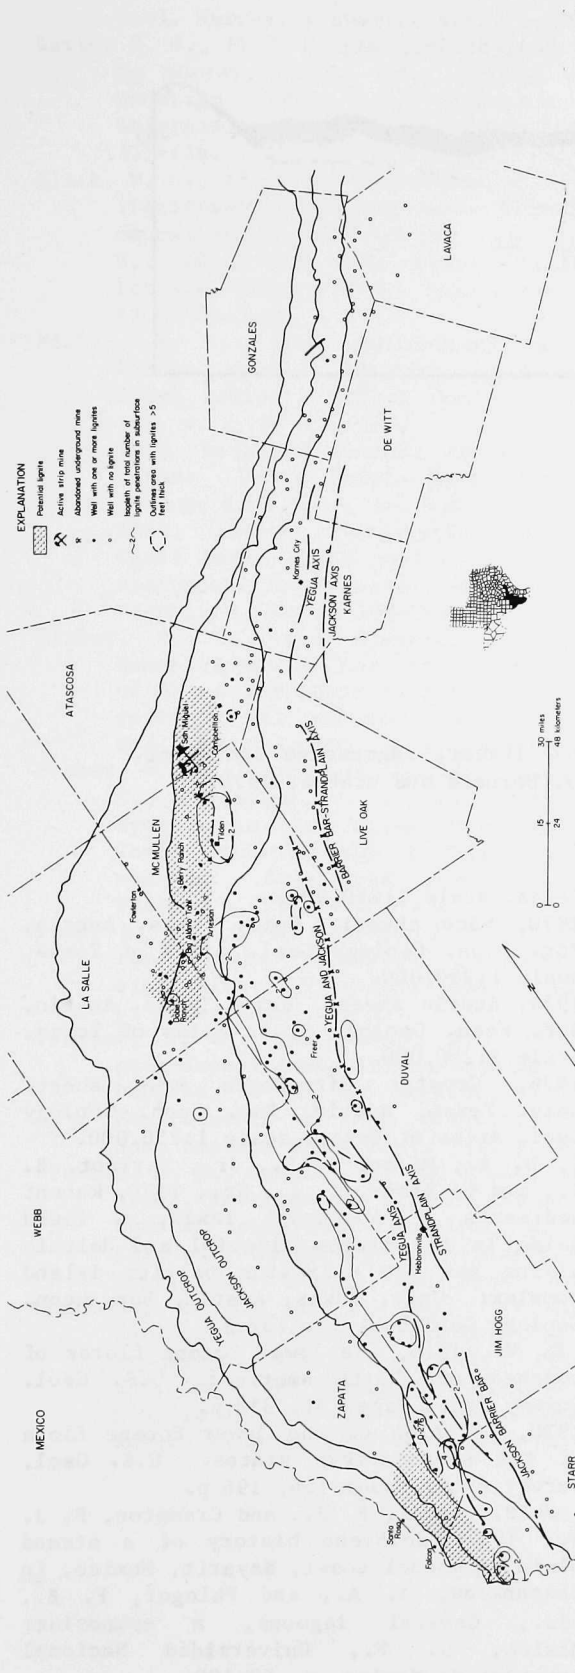 EXPLANATION
Potential lignite
Active strip mine
Abandoned underground mine
Well with one or more lignites
Well with no lignite
Isopleth of total number of
lignite penetrations in subsurface
Outlines area with lignites >5
feet thick
GONZALES
LAVACA
DE WITT
Karnes City
YEGUA AXIS
JACKSON AXIS
KARNES
ATASCOSA
San Miguel
Campbellton
MCMULLEN
Tilden
BARRIER BAR-STRANDPLAIN AXIS
LIVE OAK
Fowlerton
Big Alamo Tank
Artesian
LA SALLE
YEGUA AND JACKSON
Freer
DUVAL
WEBB
YEGUA OUTCROP
JACKSON OUTCROP
YEGUA AXIS
STRANDPLAIN AXIS
Hebbronville
MEXICO
ZAPATA
JIM HOGG
JACKSON BARRIER BAR
Santa
Rosa
Falcon
STARR
0 15 30 miles
0 24 48 kilometers